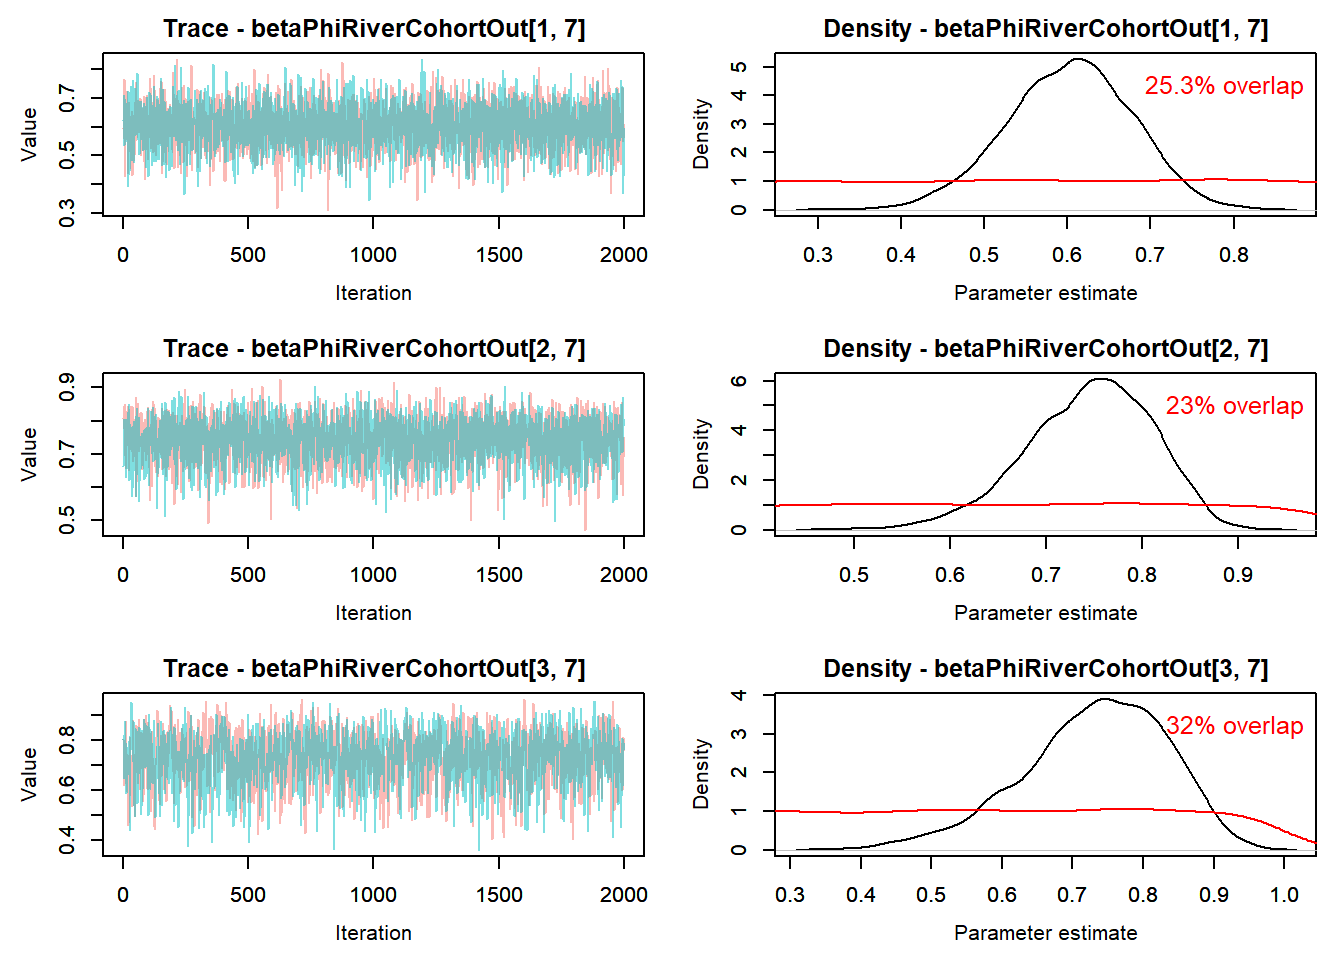 Trace - betaPhiRiverCohortOut[1, 7]
Value
0.3 0.5 0.7
0 500 1000 1500 2000
Iteration
Density - betaPhiRiverCohortOut[1, 7]
25.3% overlap
Density
0 1 2 3 4 5
0.3 0.4 0.5 0.6 0.7 0.8
Parameter estimate
Trace - betaPhiRiverCohortOut[2, 7]
Value
0.5 0.7 0.9
0 500 1000 1500 2000
Iteration
Density - betaPhiRiverCohortOut[2, 7]
23% overlap
Density
0 2 4 6
0.5 0.6 0.7 0.8 0.9
Parameter estimate
Trace - betaPhiRiverCohortOut[3, 7]
Value
0.4 0.6 0.8
0 500 1000 1500 2000
Iteration
Density - betaPhiRiverCohortOut[3, 7]
32% overlap
Density
0 1 2 3 4
0.3 0.4 0.5 0.6 0.7 0.8 0.9 1.0
Parameter estimate